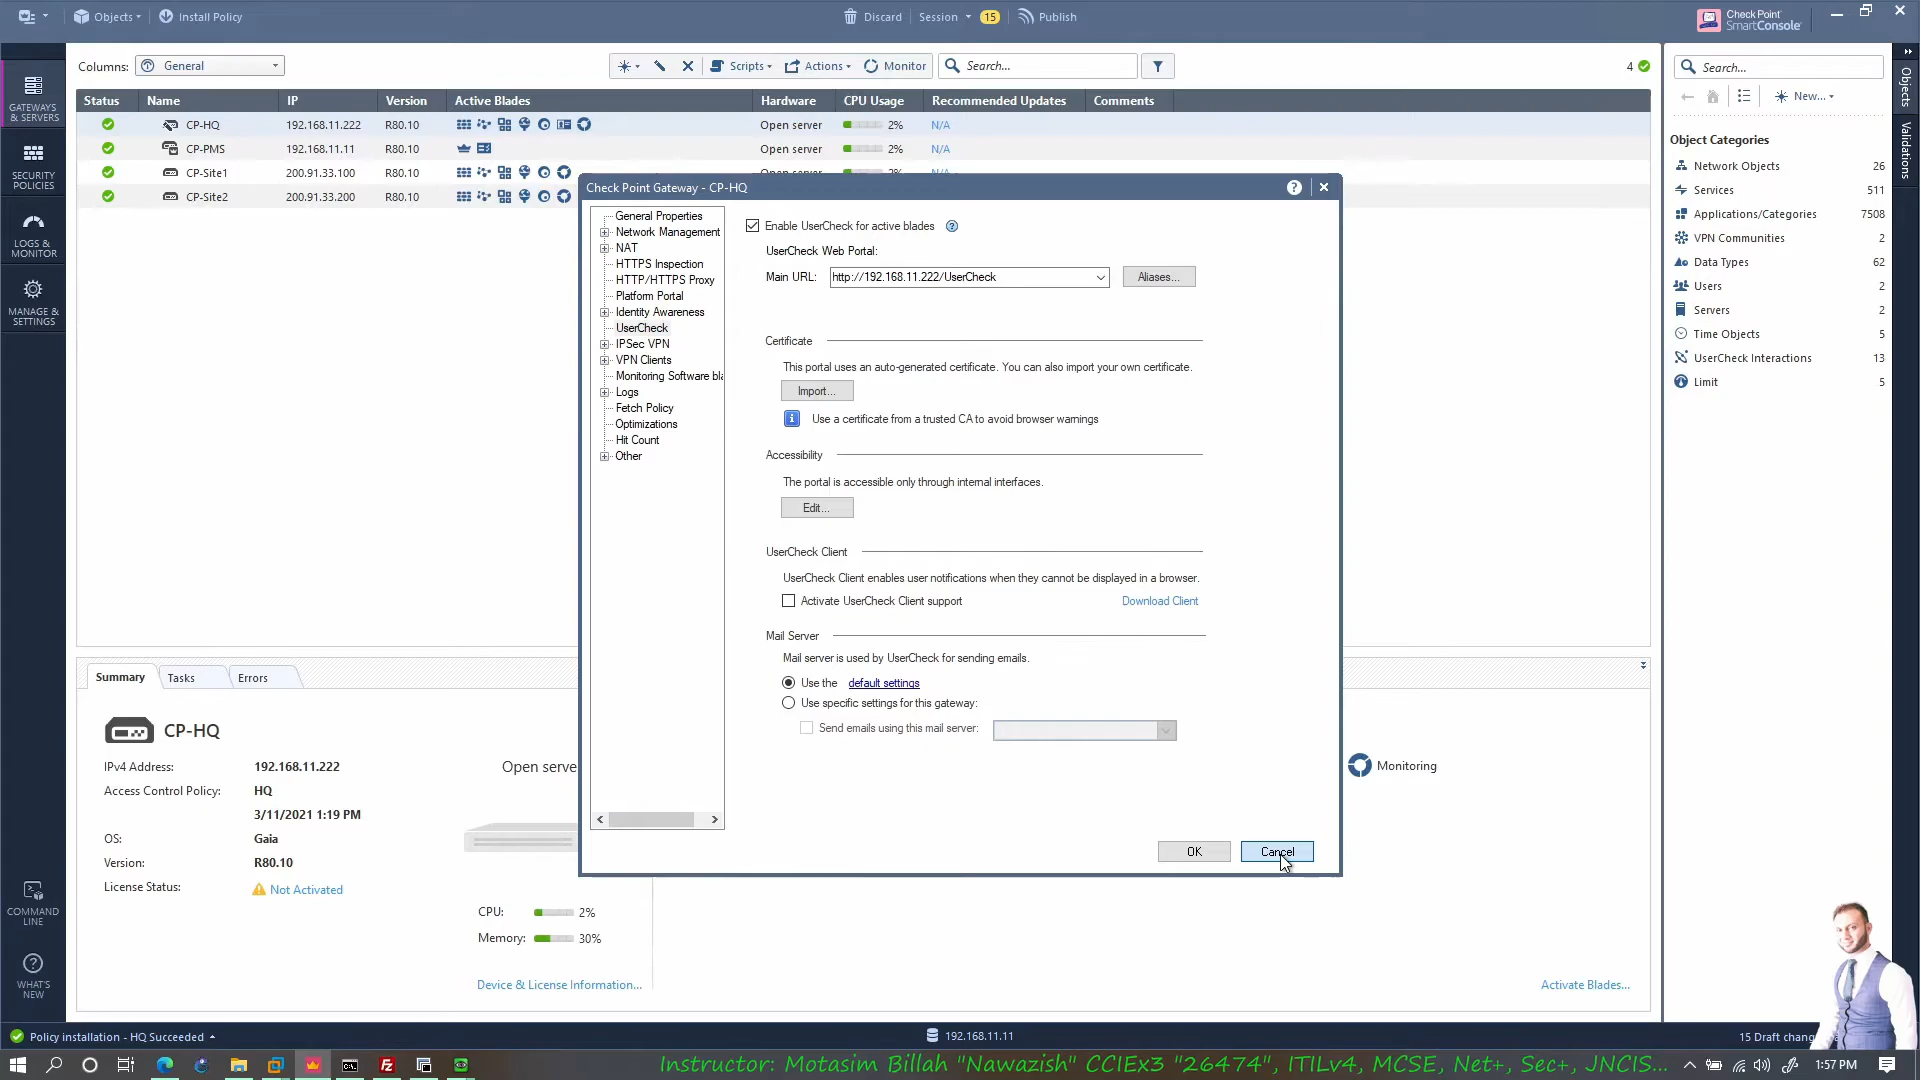 Objects
Install Policy
Discard
Session
15
Publish
Check Point
SmartConsole
GATEWAYS
& SERVERS
SECURITY
POLICIES
LOGS &
MONITOR
MANAGE &
SETTINGS
COMMAND
LINE
WHAT'S
NEW
Columns:
General
Scripts
Actions
Monitor
Search...
4
Status Name IP Version Active Blades Hardware CPU Usage Recommended Updates Comments
CP-HQ 192.168.11.222 R80.10 Open server 2% N/A
CP-PMS 192.168.11.11 R80.10 Open server 2% N/A
CP-Site1 200.91.33.100 R80.10
CP-Site2 200.91.33.200 R80.10
Check Point Gateway - CP-HQ
General Properties
Network Management
NAT
HTTPS Inspection
HTTP/HTTPS Proxy
Platform Portal
Identity Awareness
UserCheck
IPSec VPN
VPN Clients
Monitoring Software bla
Logs
Fetch Policy
Optimizations
Hit Count
Other
Enable UserCheck for active blades
UserCheck Web Portal:
Main URL: http://192.168.11.222/UserCheck Aliases...
Certificate
This portal uses an auto-generated certificate. You can also import your own certificate.
Import...
Use a certificate from a trusted CA to avoid browser warnings
Accessibility
The portal is accessible only through internal interfaces.
Edit...
UserCheck Client
UserCheck Client enables user notifications when they cannot be displayed in a browser.
Activate UserCheck Client support Download Client
Mail Server
Mail server is used by UserCheck for sending emails.
Use the default settings
Use specific settings for this gateway:
Send emails using this mail server:
OK Cancel
Summary Tasks Errors
CP-HQ
IPv4 Address: 192.168.11.222
Access Control Policy: HQ
3/11/2021 1:19 PM
OS: Gaia
Version: R80.10
License Status: Not Activated
Open serve
CPU: 2%
Memory: 30%
Device & License Information...
Monitoring
Activate Blades...
Search...
New...
Object Categories
Network Objects 26
Services 511
Applications/Categories 7508
VPN Communities 2
Data Types 62
Users 2
Servers 2
Time Objects 5
UserCheck Interactions 13
Limit 5
Objects
Validations
Policy installation - HQ Succeeded
192.168.11.11
15 Draft chang
Instructor: Motasim Billah "Nawazish" CCIEx3 "26474", ITILv4, MCSE, Net+, Sec+, JNCIS...
1:57 PM